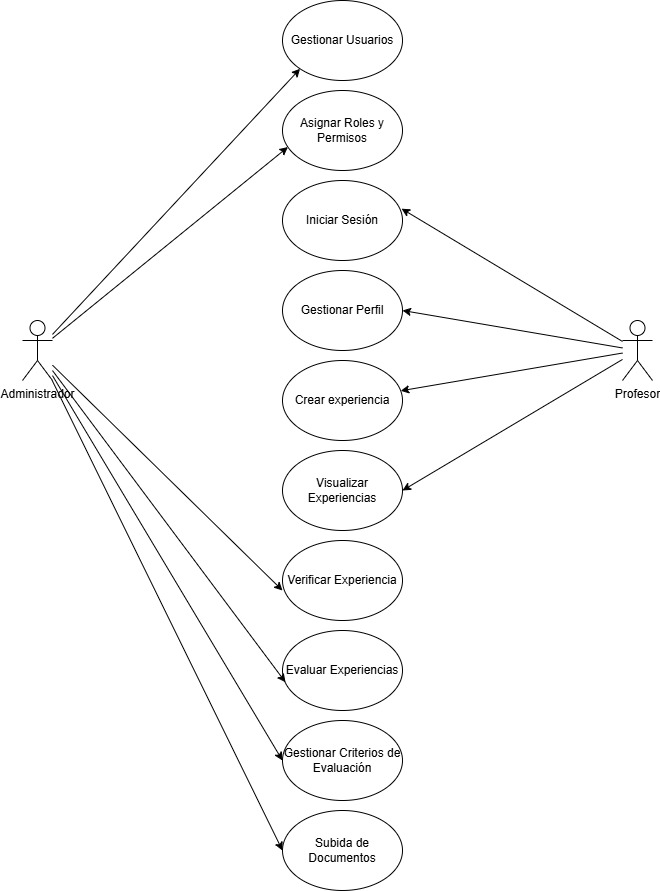 Gestionar Usuarios
Asignar Roles y
Permisos
Iniciar Sesión
Gestionar Perfil
Administrador
Profesor
Crear experiencia
Visualizar
Experiencias
Verificar Experiencia
Evaluar Experiencias
Gestionar Criterios de
Evaluación
Subida de
Documentos